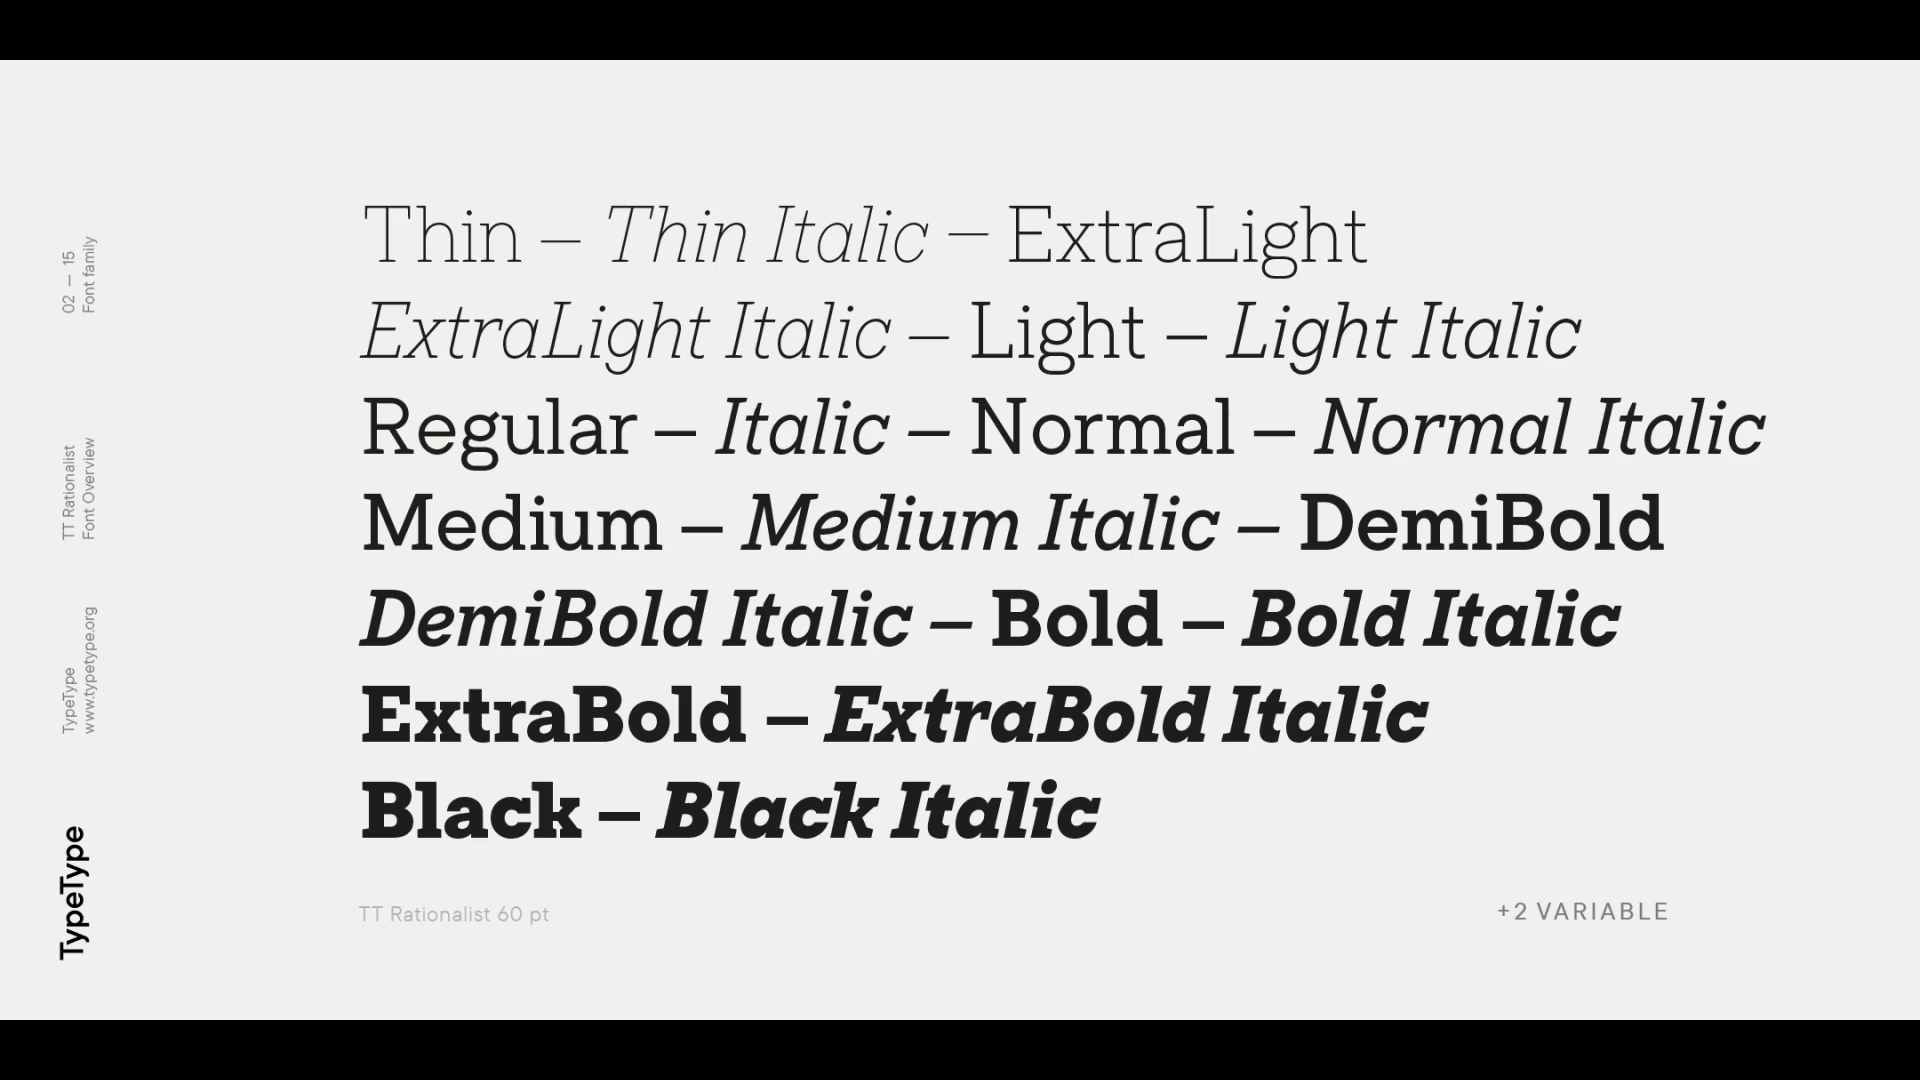 Thin – Thin Italic – ExtraLight
ExtraLight Italic – Light – Light Italic
Regular – Italic – Normal – Normal Italic
Medium – Medium Italic – DemiBold
DemiBold Italic – Bold – Bold Italic
ExtraBold – ExtraBold Italic
Black – Black Italic
TT Rationalist 60 pt
+2 VARIABLE
02 — 15
Font family
TT Rationalist
Font Overview
TypeType
www.typetype.org
TypeType